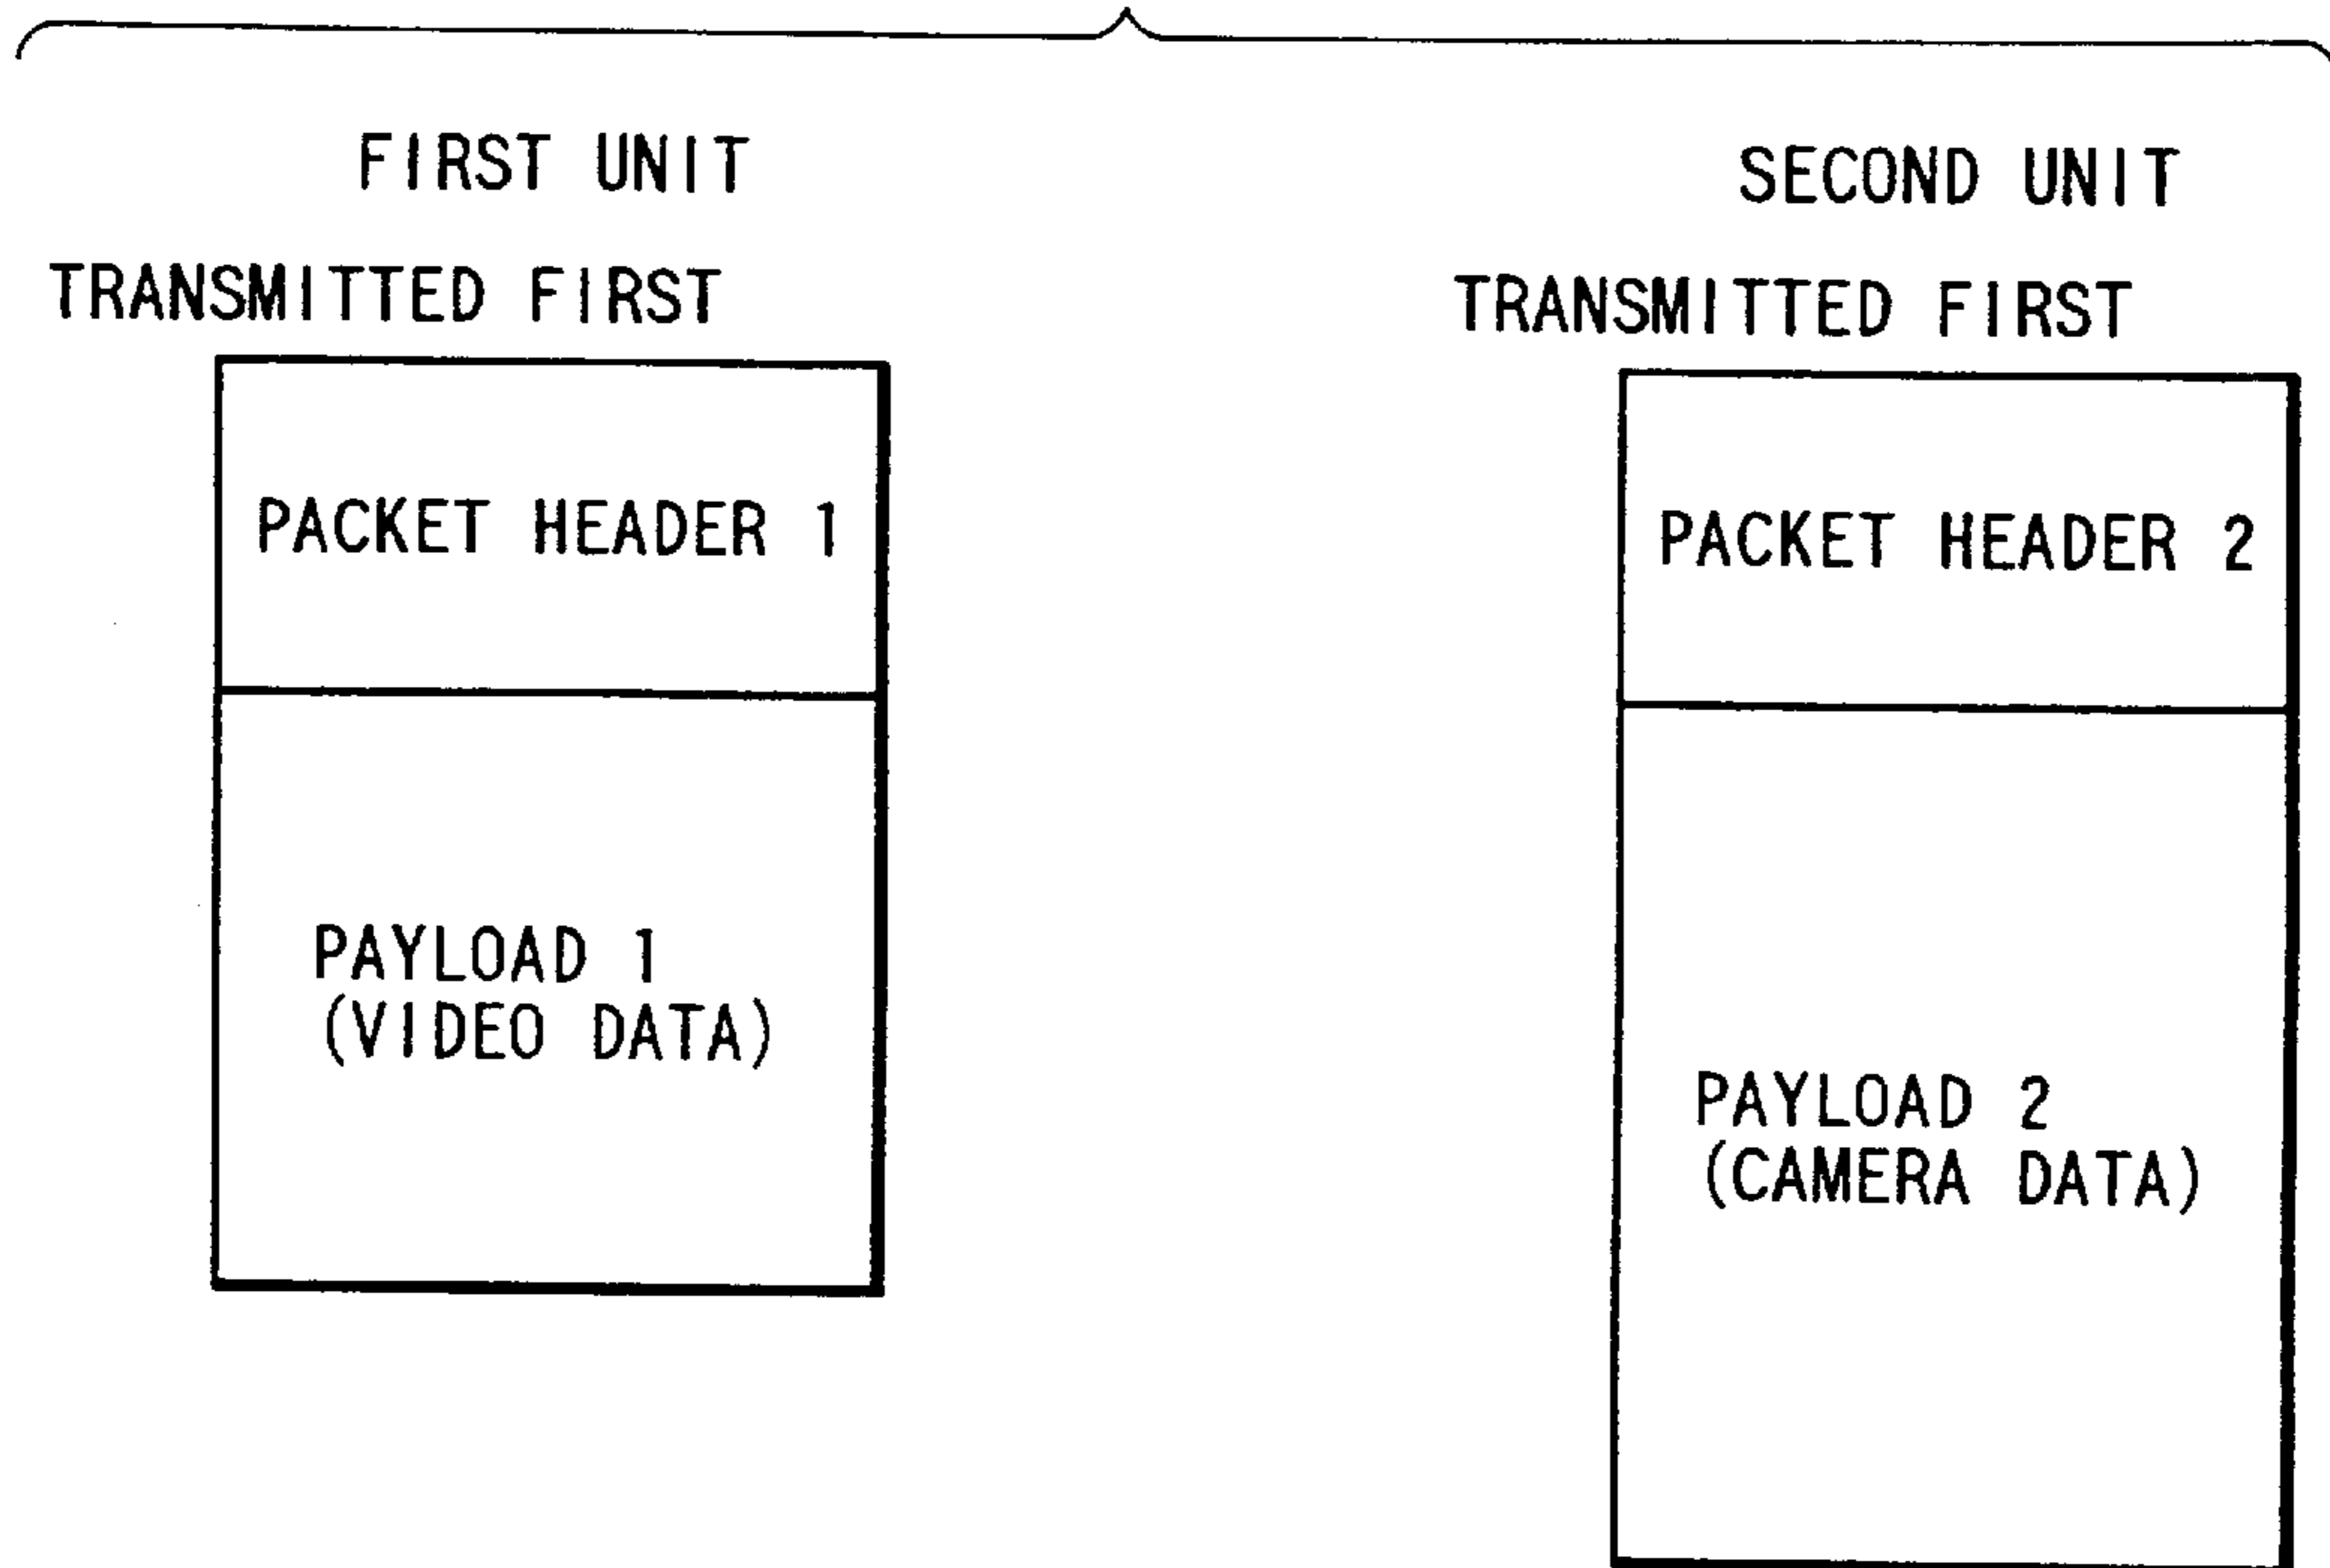 FIRST UNIT
TRANSMITTED FIRST
PACKET HEADER 1
PAYLOAD 1
(VIDEO DATA)
SECOND UNIT
TRANSMITTED FIRST
PACKET HEADER 2
PAYLOAD 2
(CAMERA DATA)